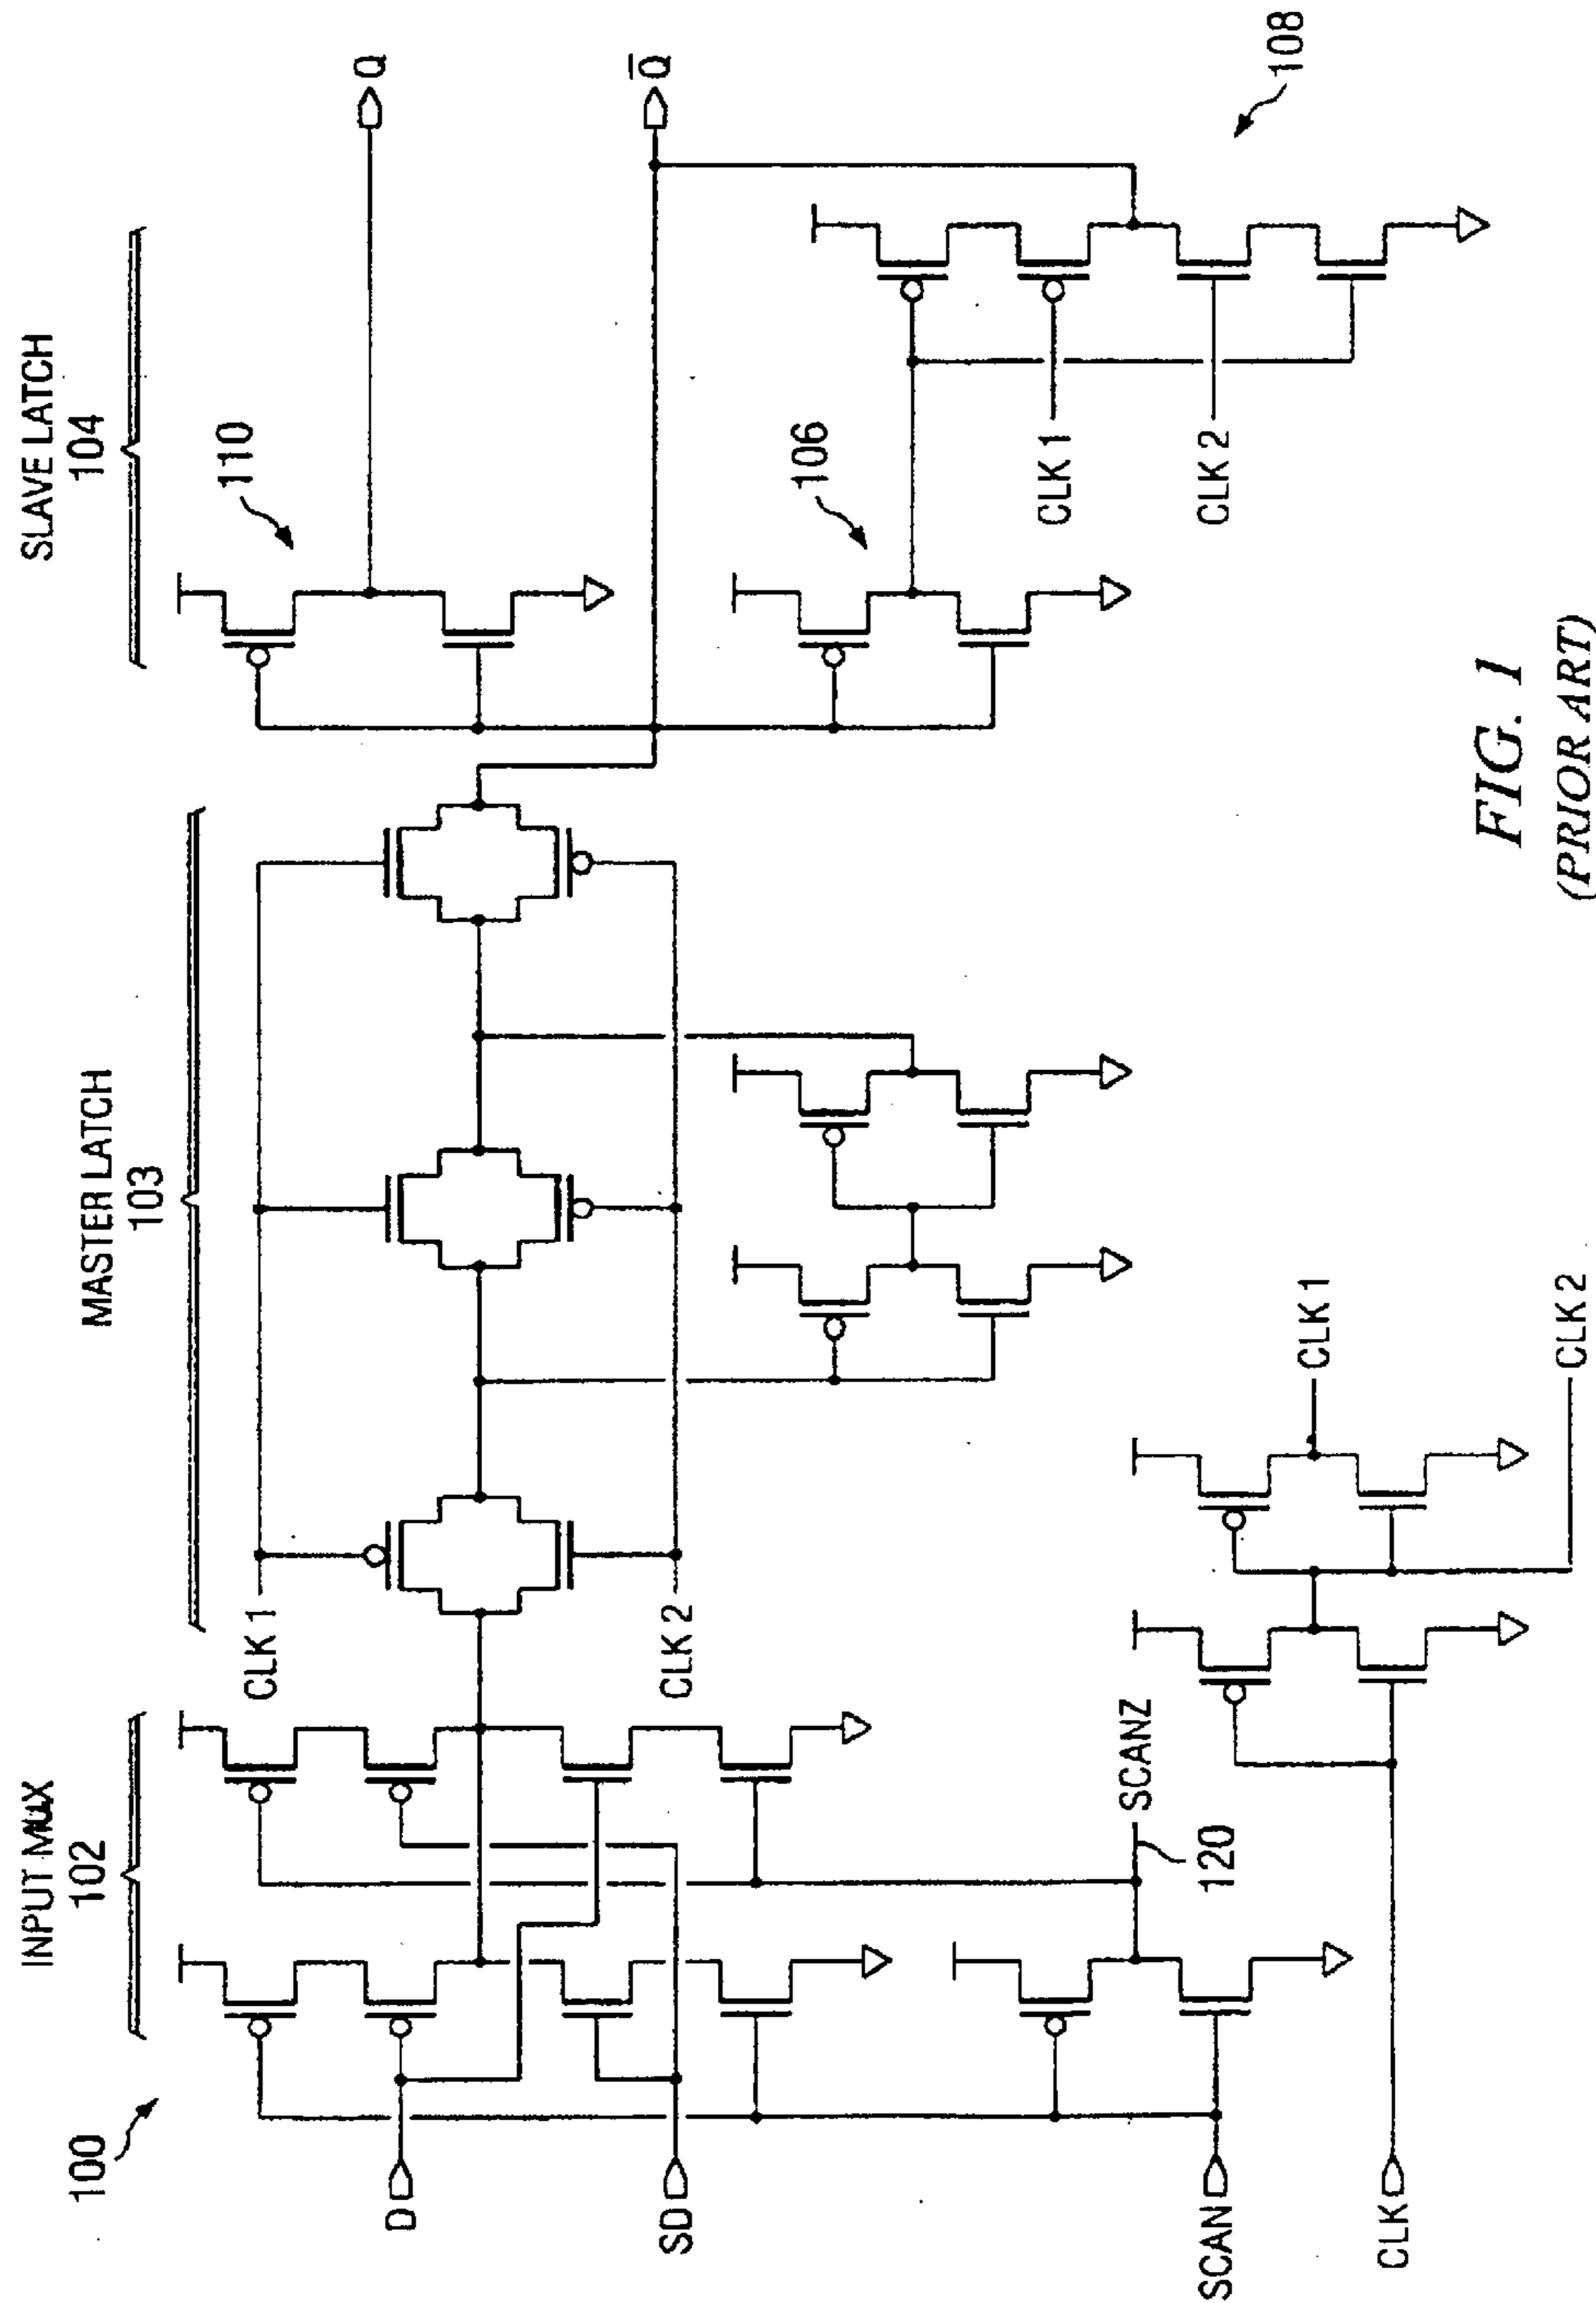 100
INPUT MUX
102
MASTER LATCH
103
SLAVE LATCH
104
110
Q
Q̅
CLK 1
CLK 2
106
CLK 1
CLK 2
108
D
SD
SCAN
CLK
SCANZ
120
CLK 1
CLK 2
FIG. 1
(PRIOR ART)